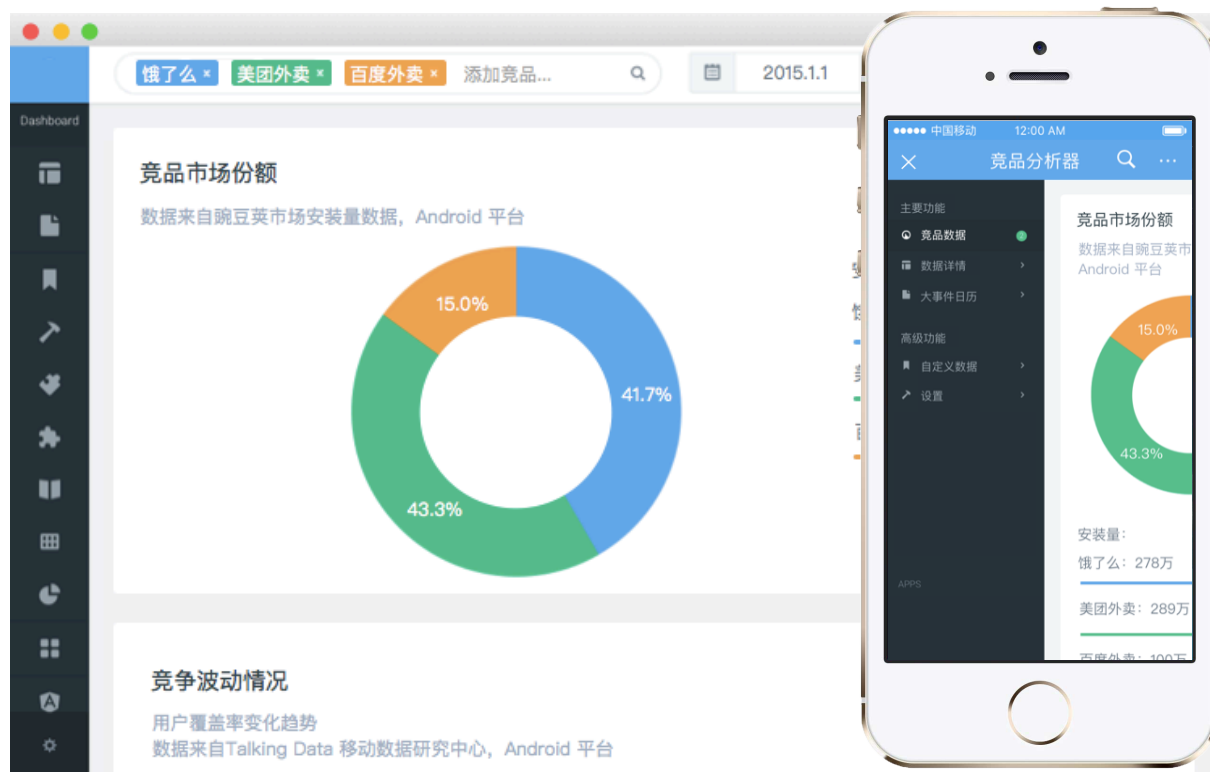 饿了么 × 美团外卖 × 百度外卖 × 添加竞品... 2015.1.1
Dashboard
竞品市场份额
数据来自豌豆荚市场安装量数据，Android 平台
15.0%
41.7%
43.3%
竞争波动情况
用户覆盖率变化趋势
数据来自Talking Data 移动数据研究中心，Android 平台
中国移动 12:00 AM
竞品分析器
主要功能
竞品数据
数据详情
大事件日历
高级功能
自定义数据
设置
APPS
竞品市场份额
数据来自豌豆荚市
Android 平台
15.0%
43.3%
安装量：
饿了么：278万
美团外卖：289万
百度外卖：100万